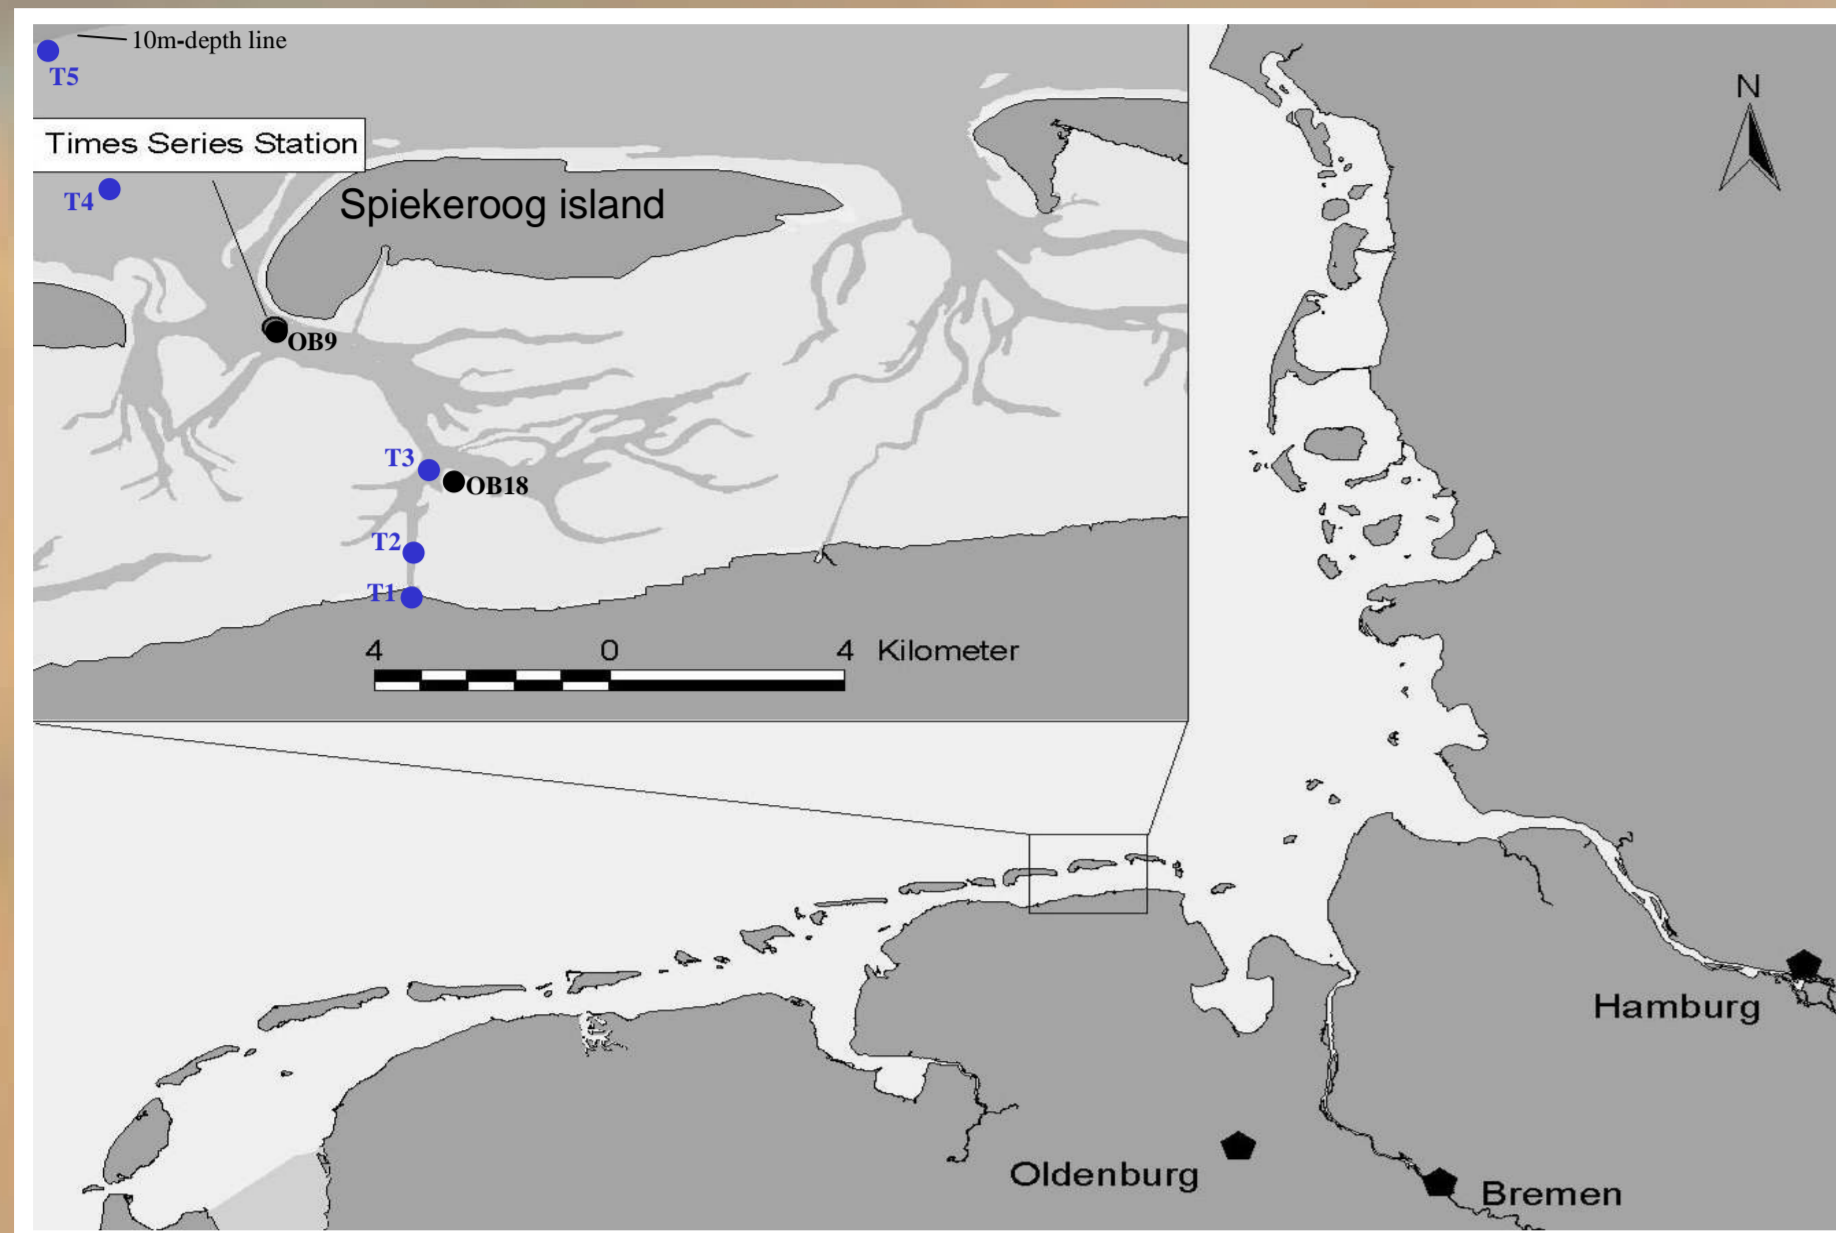 10m-depth line
T5
Times Series Station
T4
Spiekeroog island
OB9
T3
OB18
T2
T1
4 0 4 Kilometer
N
Hamburg
Oldenburg
Bremen